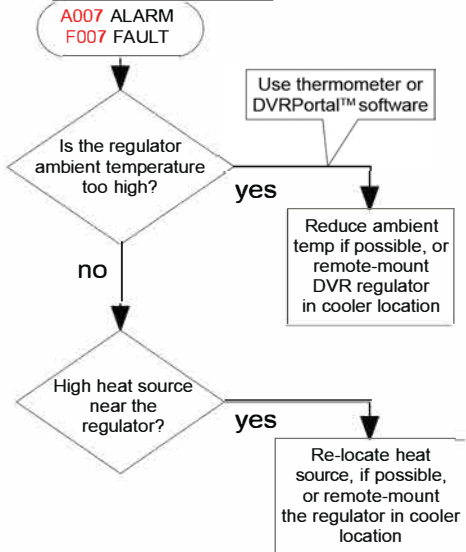 A007 ALARM
F007 FAULT
Use thermometer or
DVRPortal™ software
Is the regulator
ambient temperature
too high?
yes
Reduce ambient
temp if possible, or
remote-mount
DVR regulator
in cooler location
no
High heat source
near the
regulator?
yes
Re-locate heat
source, if possible,
or remote-mount
the regulator in cooler
location